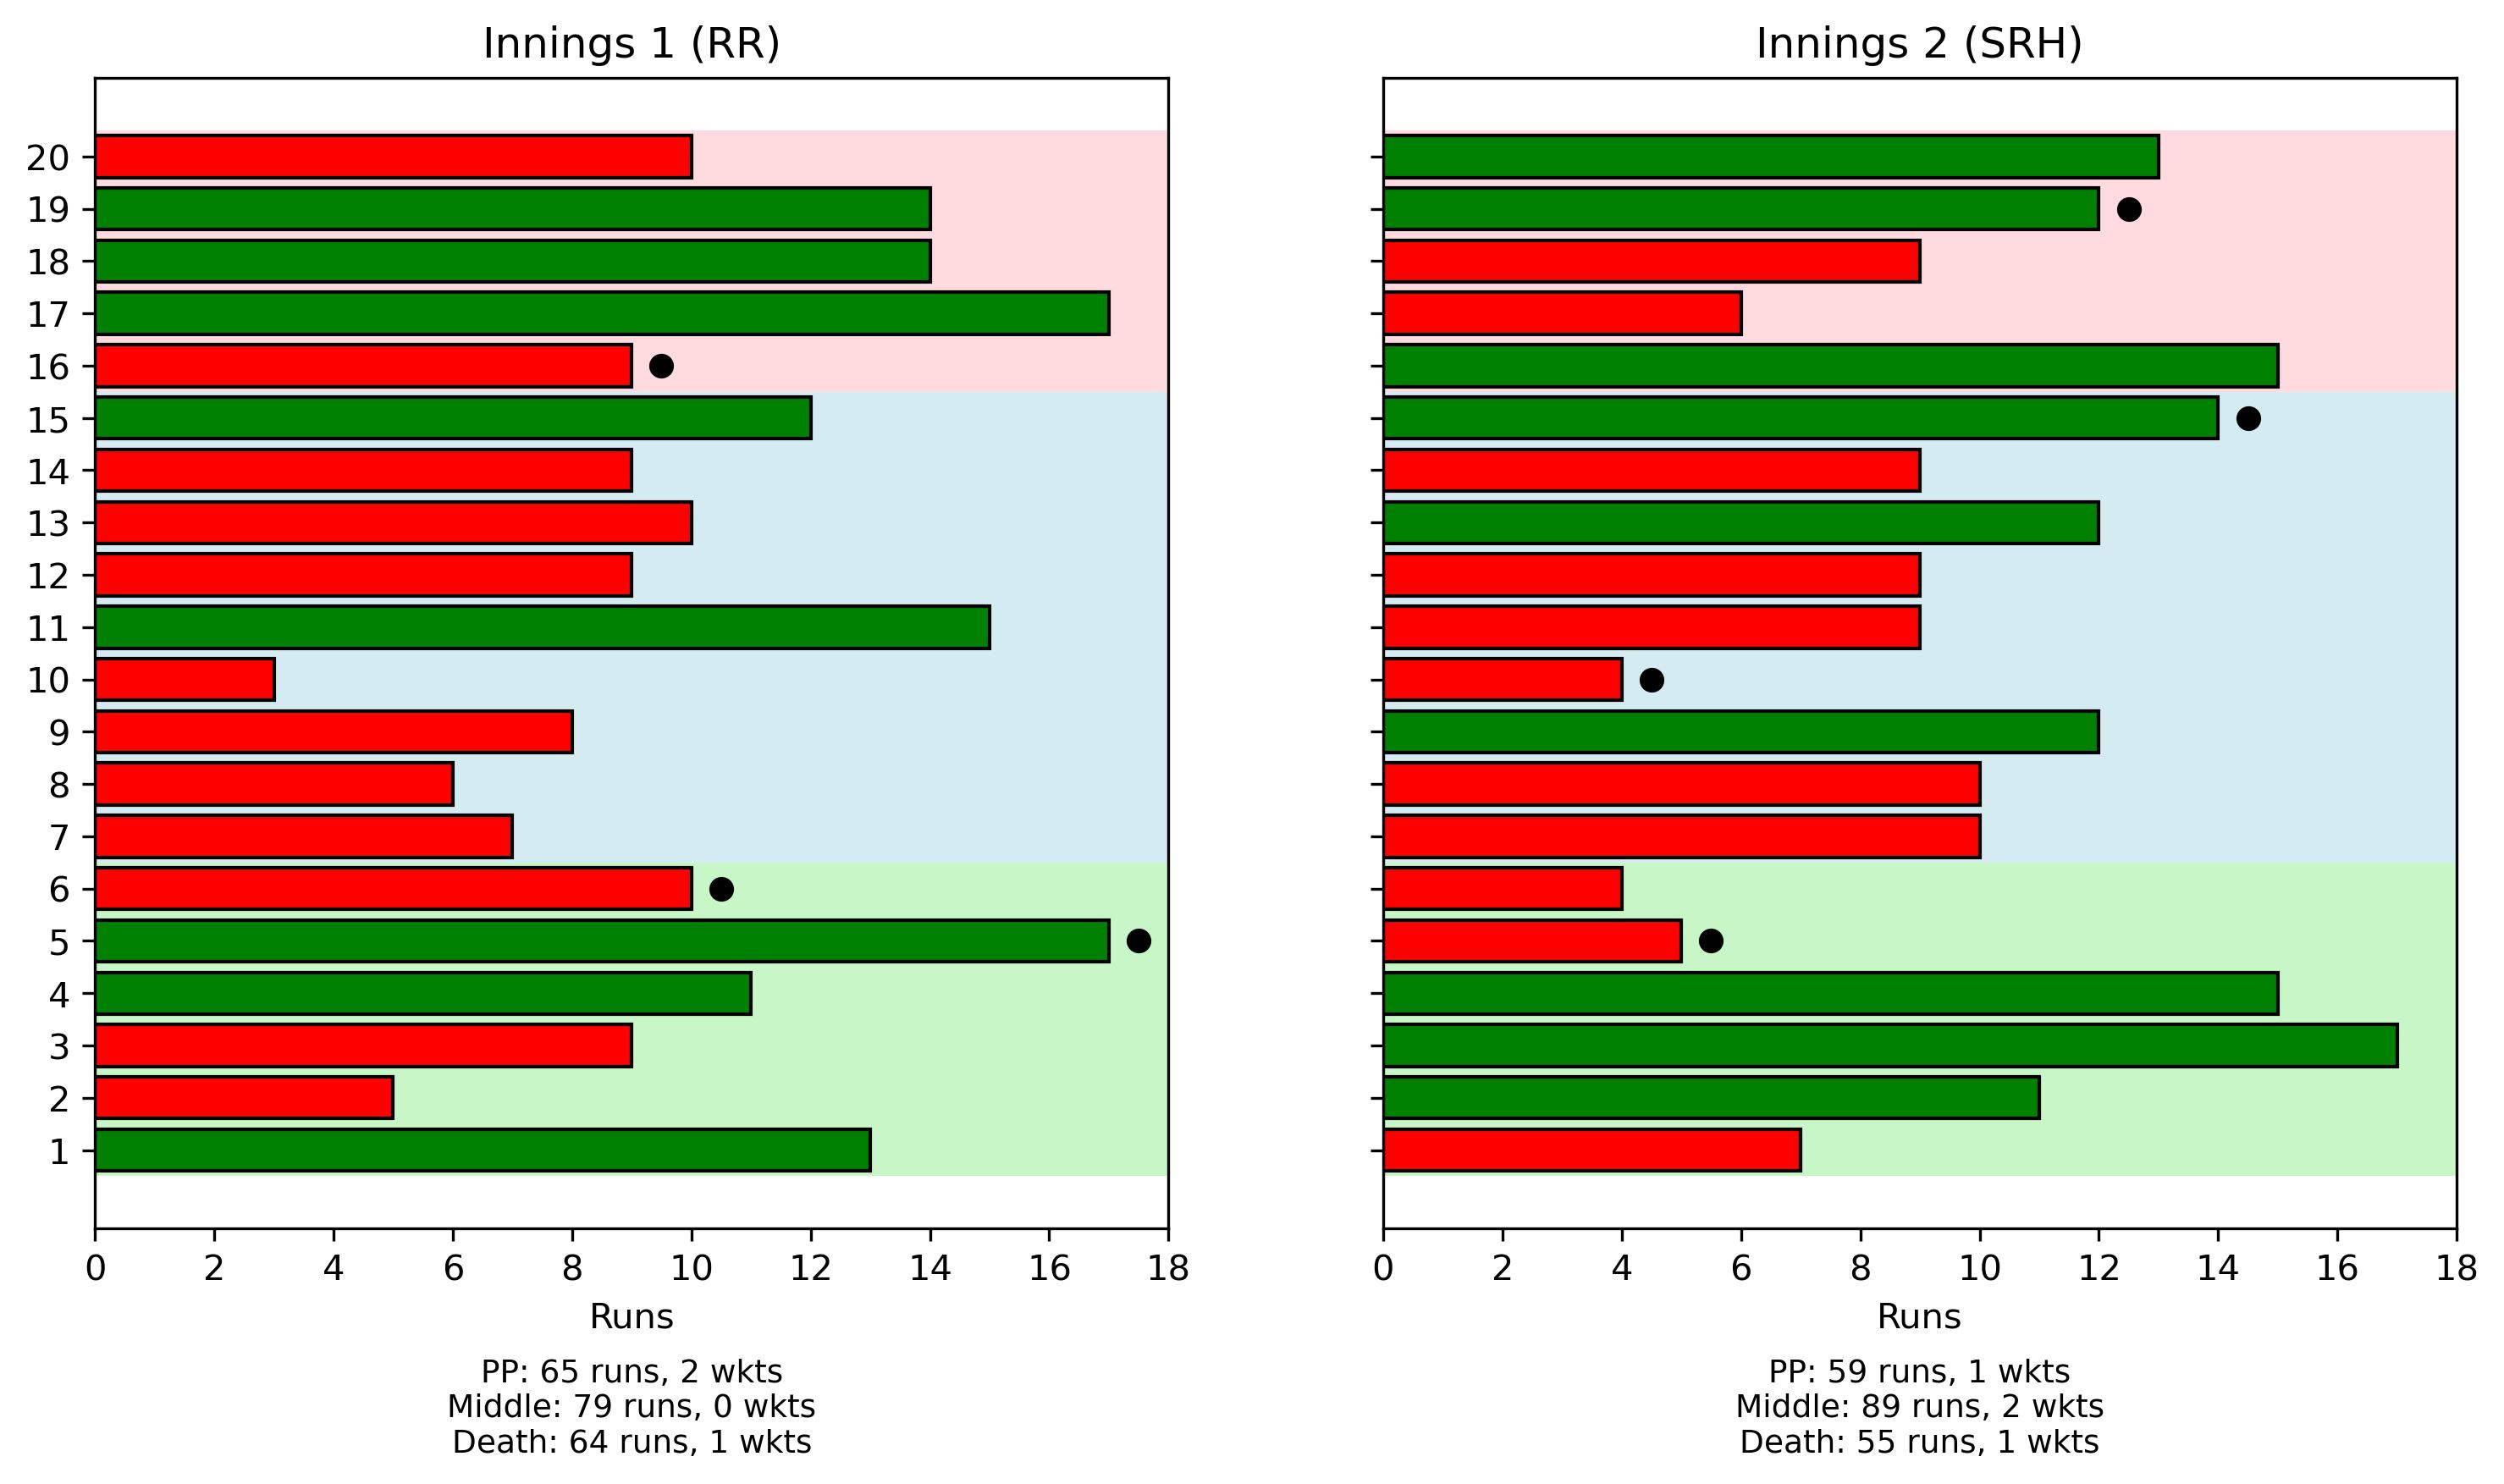 Innings 1 (RR)
20
19
18
17
16
15
14
13
12
11
10
9
8
7
6
5
4
3
2
1
0 2 4 6 8 10 12 14 16 18
Runs
PP: 65 runs, 2 wkts
Middle: 79 runs, 0 wkts
Death: 64 runs, 1 wkts
Innings 2 (SRH)
0 2 4 6 8 10 12 14 16 18
Runs
PP: 59 runs, 1 wkts
Middle: 89 runs, 2 wkts
Death: 55 runs, 1 wkts